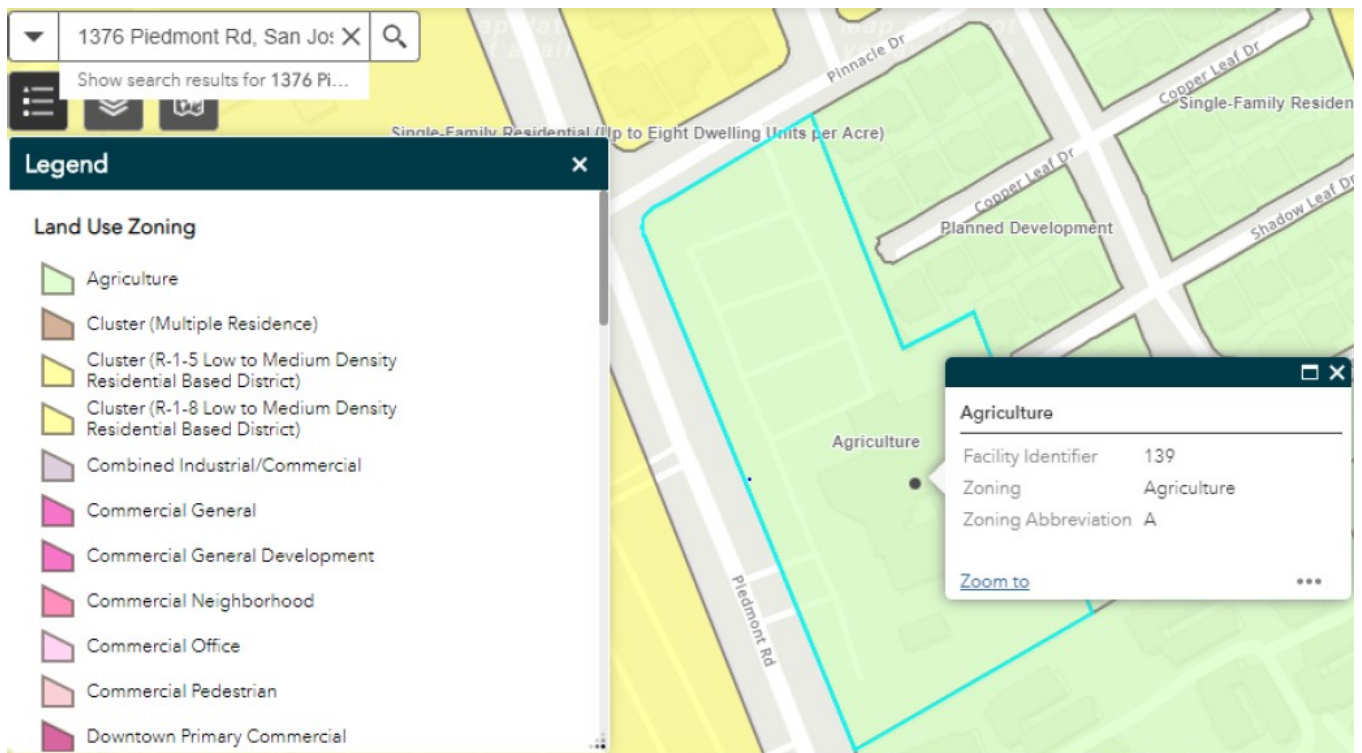 1376 Piedmont Rd, San Jos
Show search results for 1376 Pi...
Legend
Land Use Zoning
Agriculture
Cluster (Multiple Residence)
Cluster (R-1-5 Low to Medium Density
Residential Based District)
Cluster (R-1-8 Low to Medium Density
Residential Based District)
Combined Industrial/Commercial
Commercial General
Commercial General Development
Commercial Neighborhood
Commercial Office
Commercial Pedestrian
Downtown Primary Commercial
Single-Family Residential (Up to Eight Dwelling Units per Acre)
Pinnacle Dr
Copper Leaf Dr
Single-Family Residen
Copper Leaf Dr
Shadow Leaf Dr
Planned Development
Agriculture
Piedmont Rd
Agriculture
Facility Identifier 139
Zoning Agriculture
Zoning Abbreviation A
Zoom to